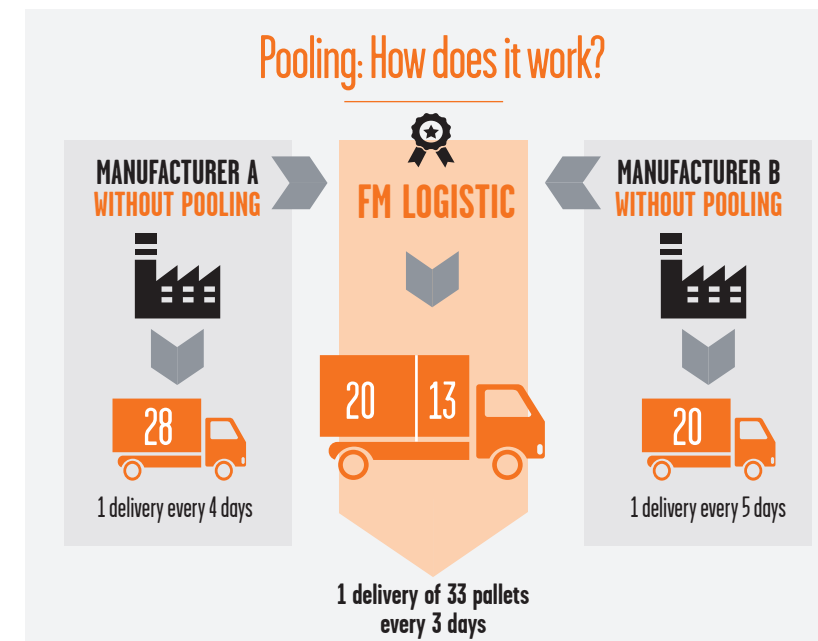 Pooling: How does it work?
MANUFACTURER A
WITHOUT POOLING
28
1 delivery every 4 days
FM LOGISTIC
20 13
1 delivery of 33 pallets
every 3 days
MANUFACTURER B
WITHOUT POOLING
20
1 delivery every 5 days